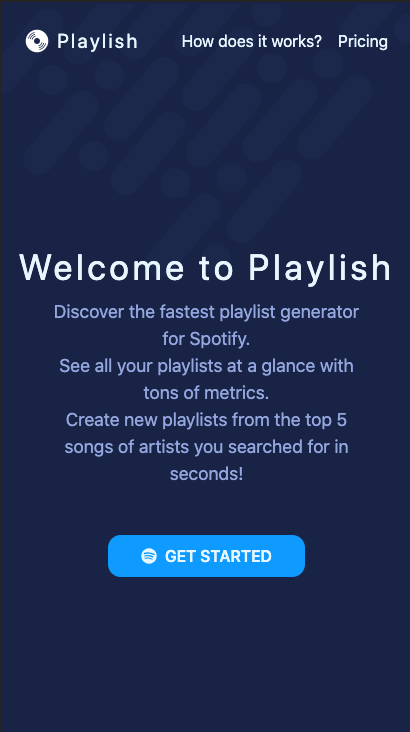 Playlish How does it works? Pricing
Welcome to Playlish
Discover the fastest playlist generator
for Spotify.
See all your playlists at a glance with
tons of metrics.
Create new playlists from the top 5
songs of artists you searched for in
seconds!
GET STARTED